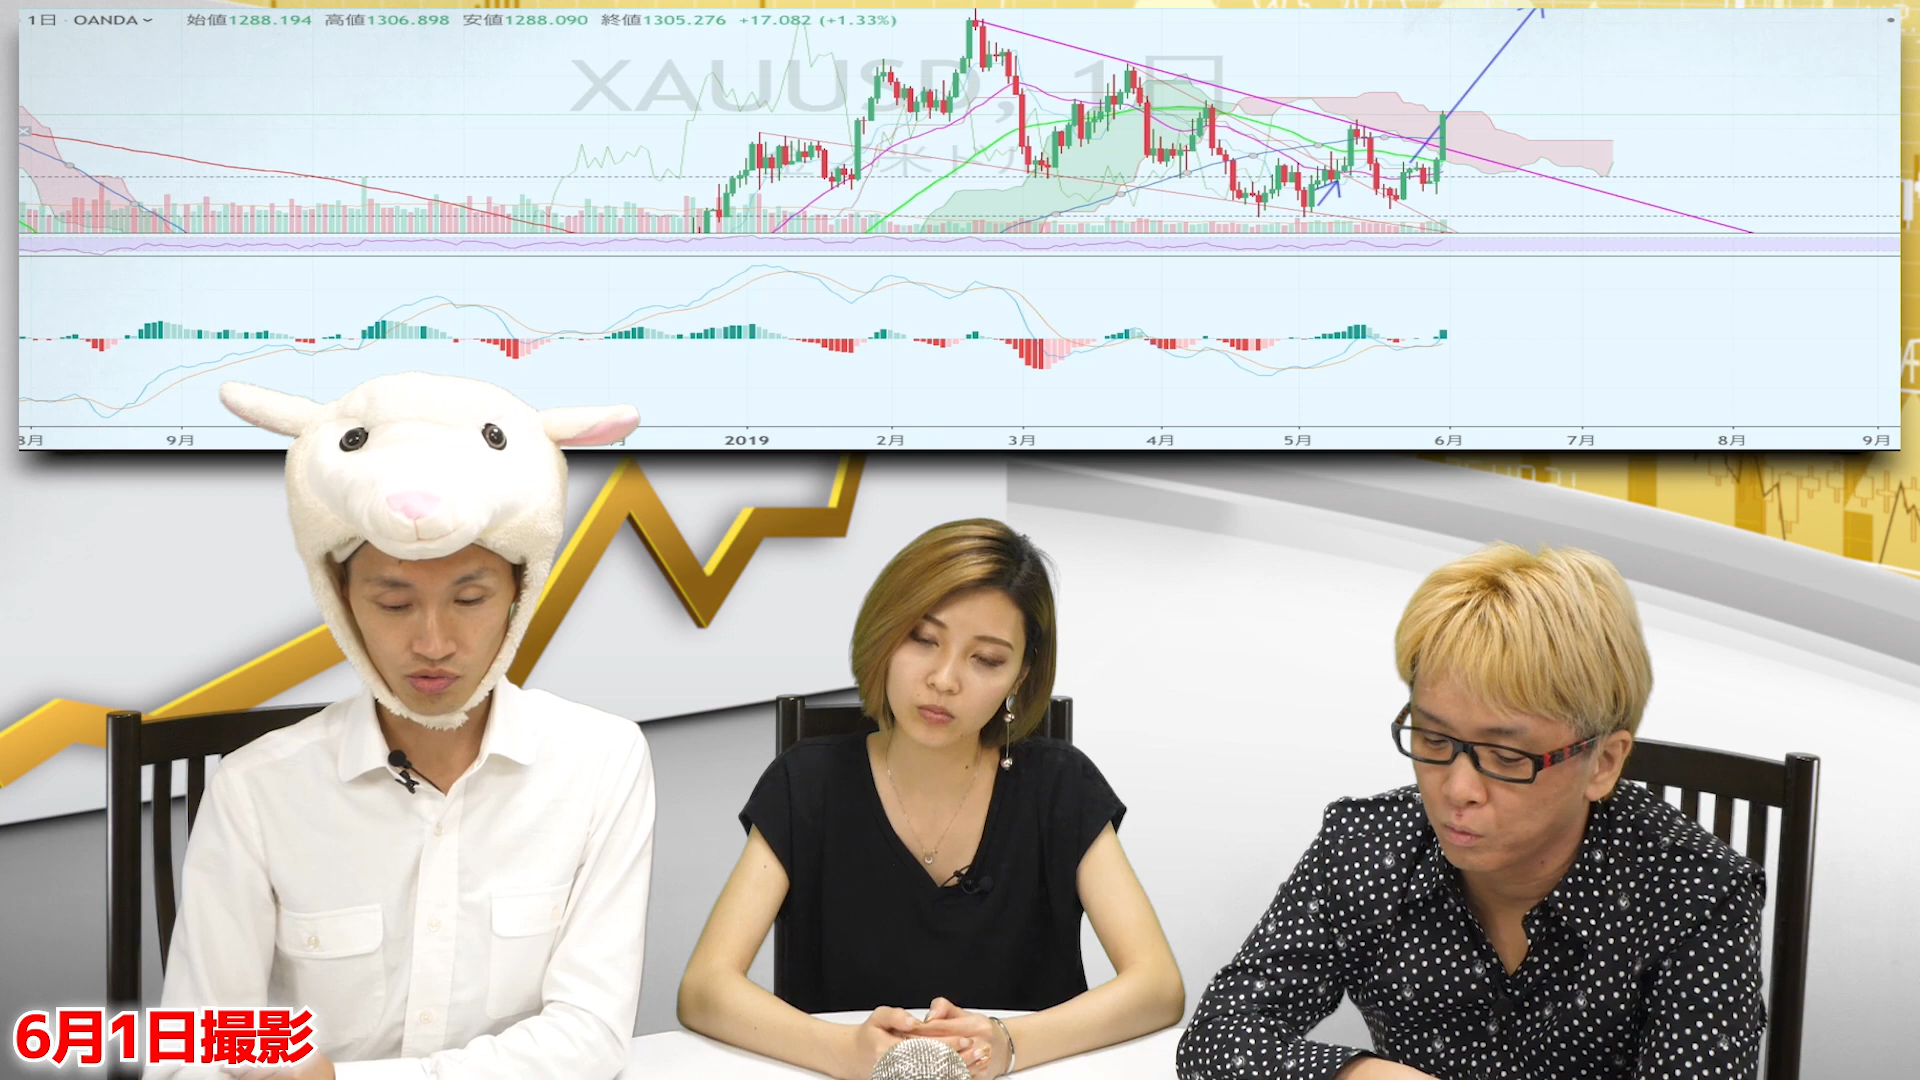 1日 · OANDA 始値1288.194 高値1306.898 安値1288.090 終値1305.276 +17.082 (+1.33%)
XAUUSD, 1日
8月 9月 2019 2月 3月 4月 5月 6月 7月 8月 9月
6月1日撮影